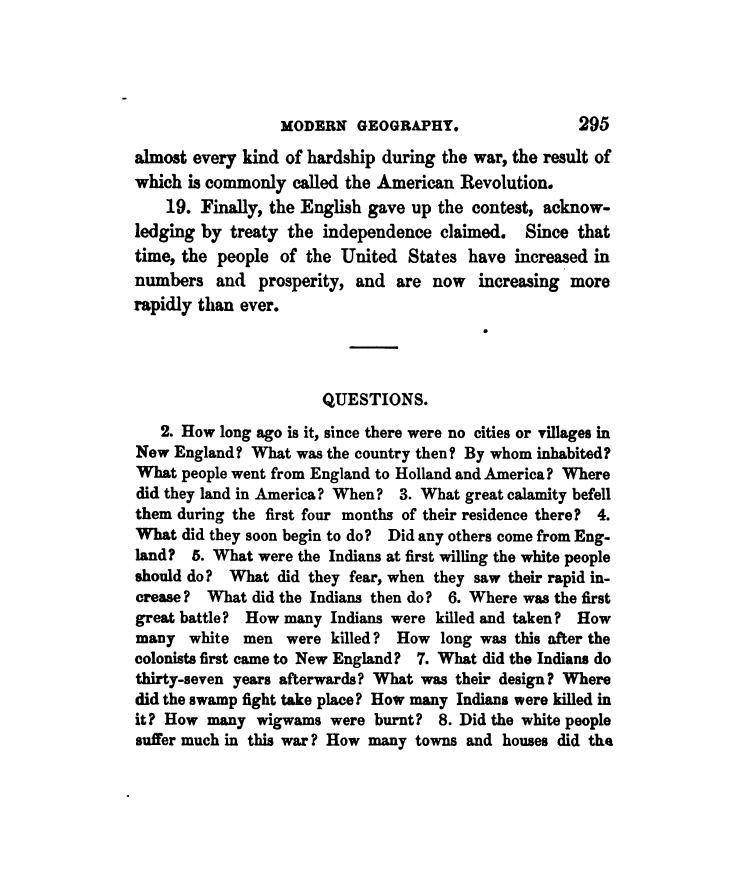 MODERN GEOGRAPHY. 295
almost every kind of hardship during the war, the result of
which is commonly called the American Revolution.
19. Finally, the English gave up the contest, acknow-
ledging by treaty the independence claimed. Since that
time, the people of the United States have increased in
numbers and prosperity, and are now increasing more
rapidly than ever.
QUESTIONS.
2. How long ago is it, since there were no cities or villages in
New England? What was the country then? By whom inhabited?
What people went from England to Holland and America? Where
did they land in America? When? 3. What great calamity befell
them during the first four months of their residence there? 4.
What did they soon begin to do? Did any others come from Eng-
land? 5. What were the Indians at first willing the white people
should do? What did they fear, when they saw their rapid in-
crease? What did the Indians then do? 6. Where was the first
great battle? How many Indians were killed and taken? How
many white men were killed? How long was this after the
colonists first came to New England? 7. What did the Indians do
thirty-seven years afterwards? What was their design? Where
did the swamp fight take place? How many Indians were killed in
it? How many wigwams were burnt? 8. Did the white people
suffer much in this war? How many towns and houses did the